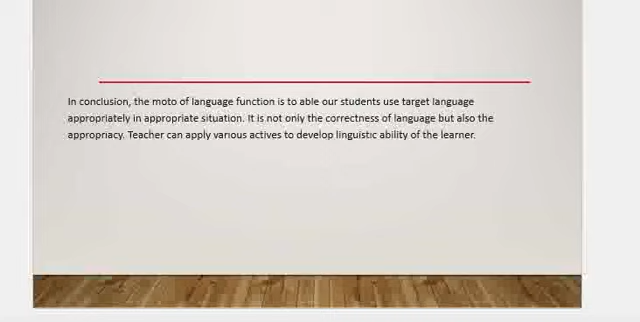 In conclusion, the moto of language function is to able our students use target language
appropriately in appropriate situation. It is not only the correctness of language but also the
appropriacy. Teacher can apply various actives to develop linguistic ability of the learner.